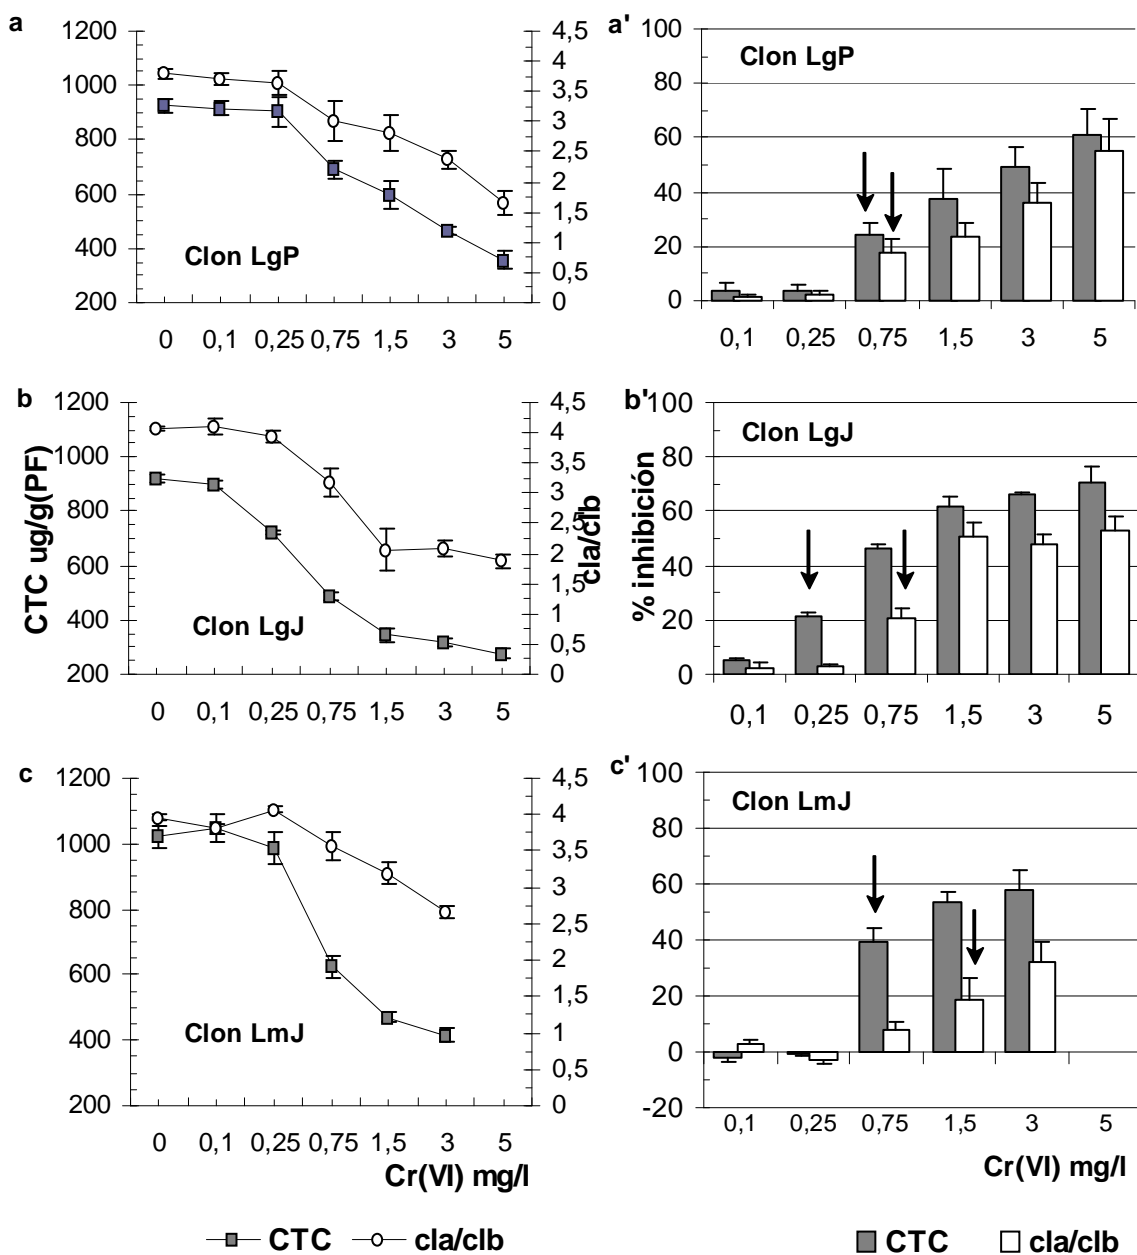 a
1200
1000
800
600
400
200
4,5
4
3,5
3
2,5
2
1,5
1
0,5
0
Clon LgP
0 0,1 0,25 0,75 1,5 3 5
a'
100
80
60
40
20
0
Clon LgP
0,1 0,25 0,75 1,5 3 5
b
1200
1000
800
600
400
200
CTC ug/g(PF)
4,5
4
3,5
3
2,5
2
1,5
1
0,5
0
cla/clb
Clon LgJ
0 0,1 0,25 0,75 1,5 3 5
b'
100
80
60
40
20
0
% inhibición
Clon LgJ
0,1 0,25 0,75 1,5 3 5
c
1200
1000
800
600
400
200
4,5
4
3,5
3
2,5
2
1,5
1
0,5
0
Clon LmJ
0 0,1 0,25 0,75 1,5 3 5
Cr(VI) mg/l
c'
100
80
60
40
20
0
-20
Clon LmJ
0,1 0,25 0,75 1,5 3 5
Cr(VI) mg/l
CTC cla/clb
CTC cla/clb